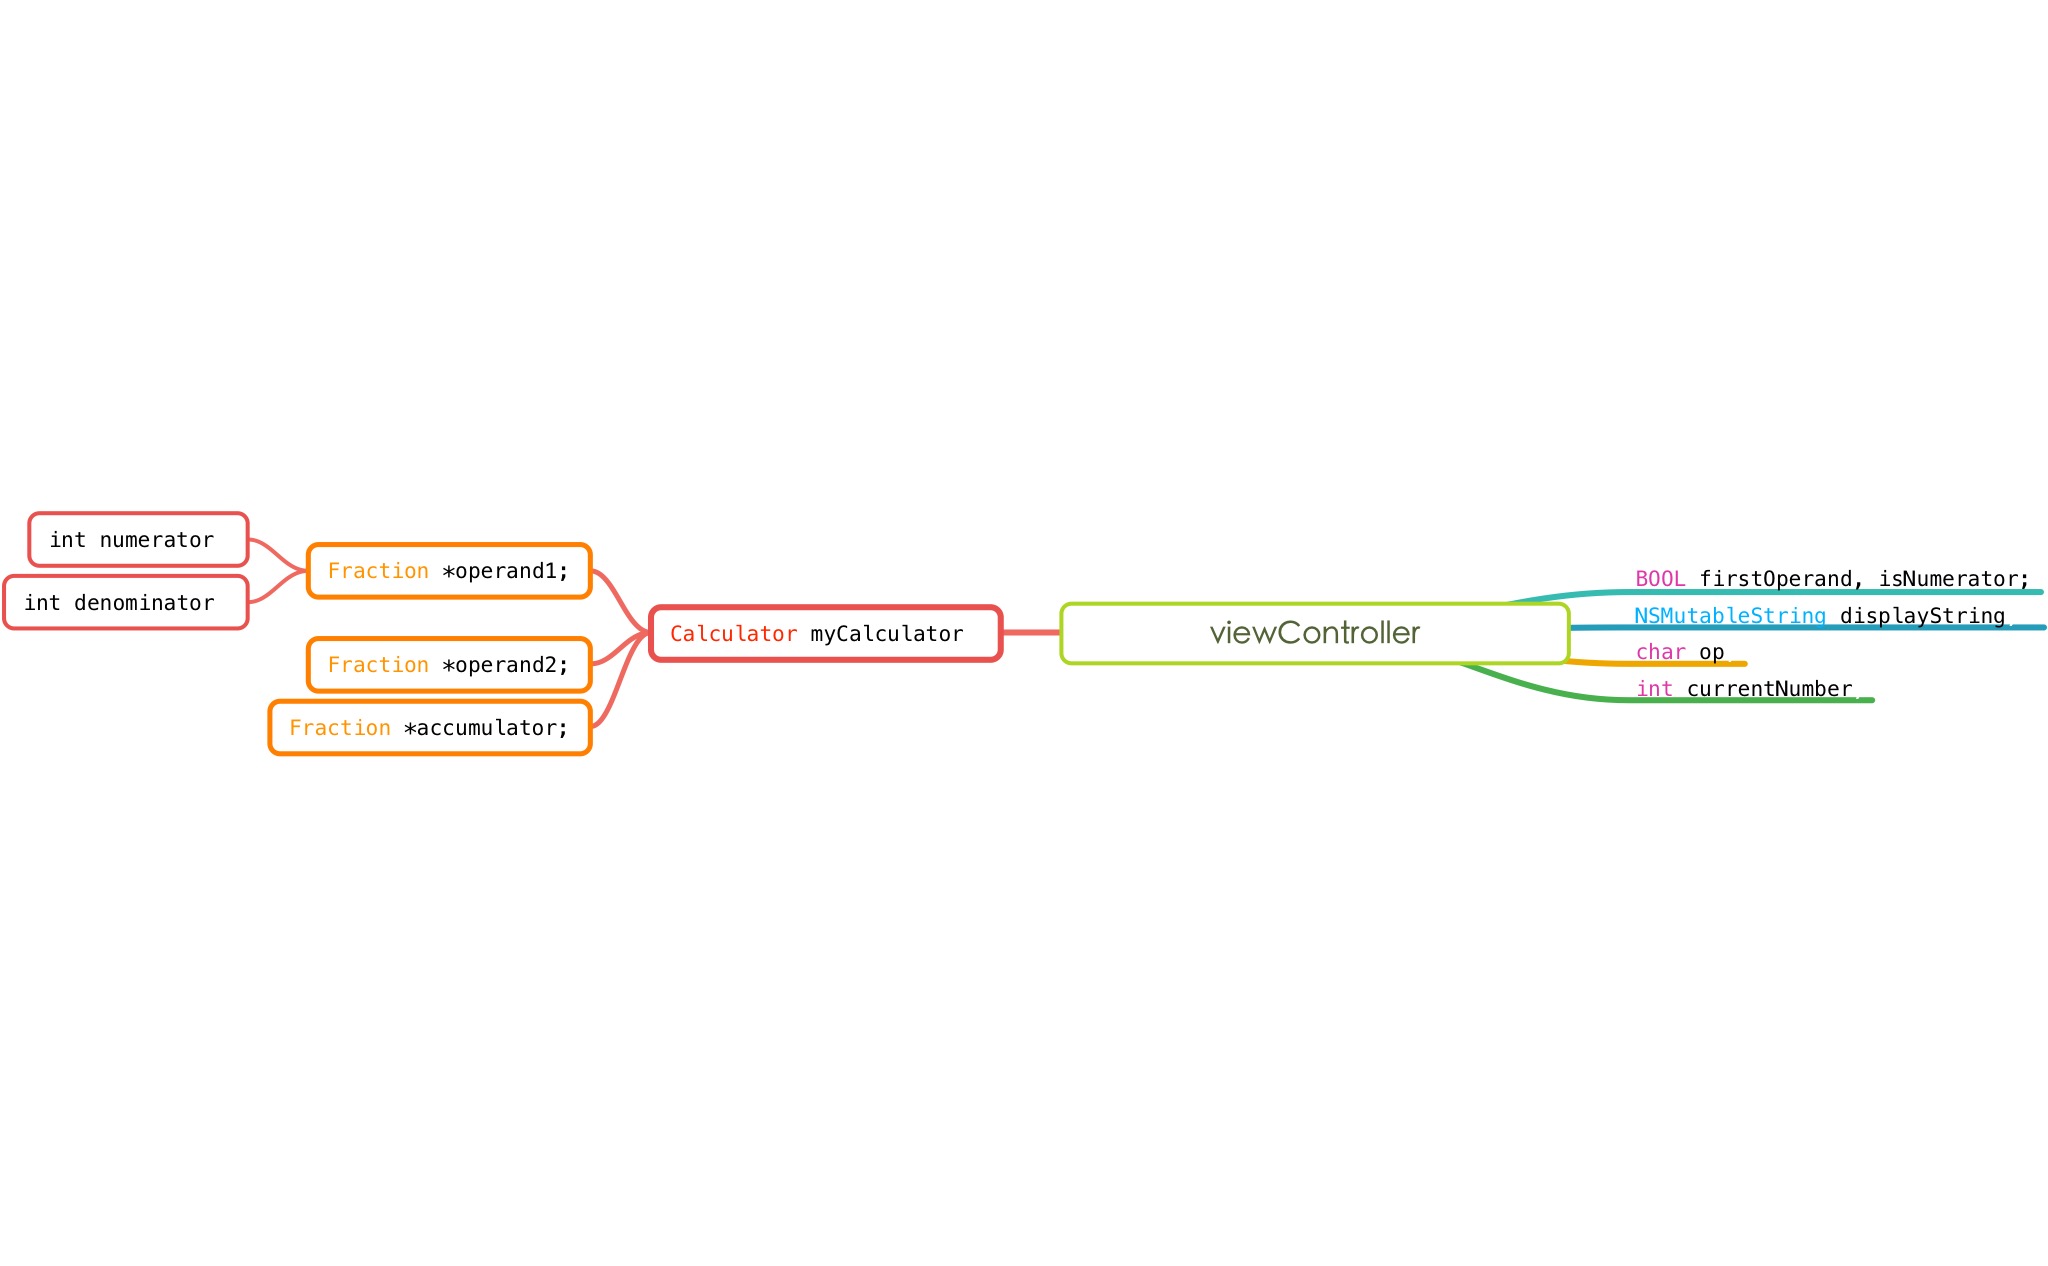 int numerator
int denominator
Fraction *operand1;
Fraction *operand2;
Fraction *accumulator;
Calculator myCalculator
viewController
BOOL firstOperand, isNumerator;
NSMutableString displayString
char op
int currentNumber